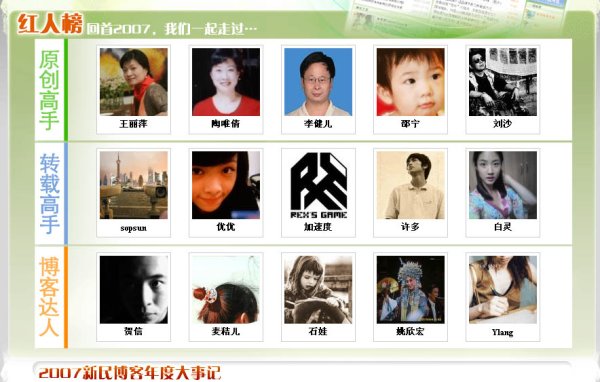 红人榜 回首2007，我们一起走过…
原创高手
王丽萍 陶唯倩 李健儿 邵宁 刘沙
转载高手
REX'S GAME
sopsun 优优 加速度 许多 白灵
博客达人
贺信 麦秸儿 石娃 姚欣宏 Ylang
2007新民博客年度大事记